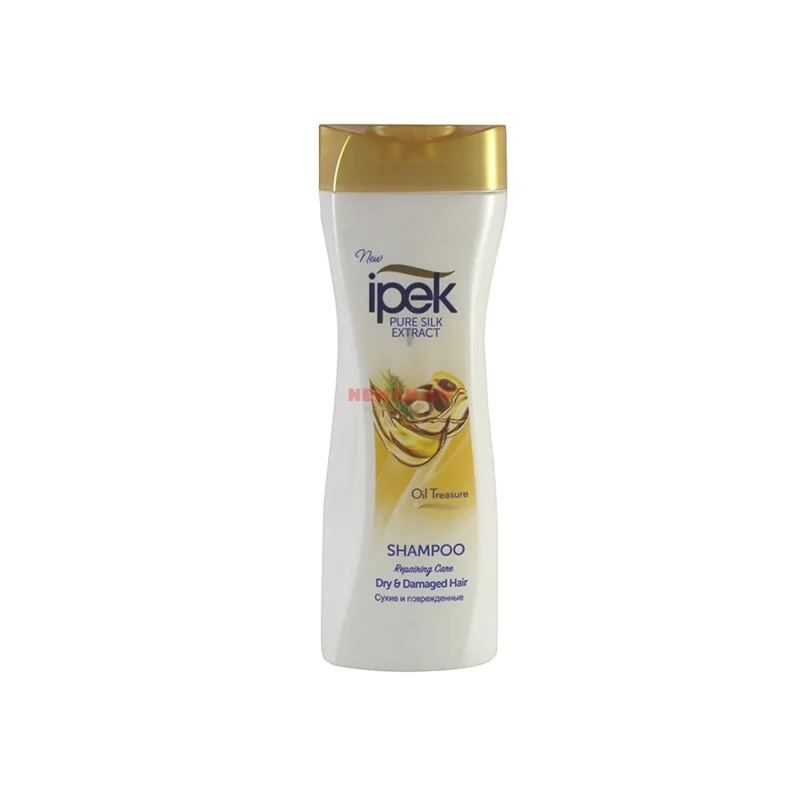 New
ipek
PURE SILK
EXTRACT
Oil Treasure
SHAMPOO
Repairing Care
Dry & Damaged Hair
Сухие и поврежденные